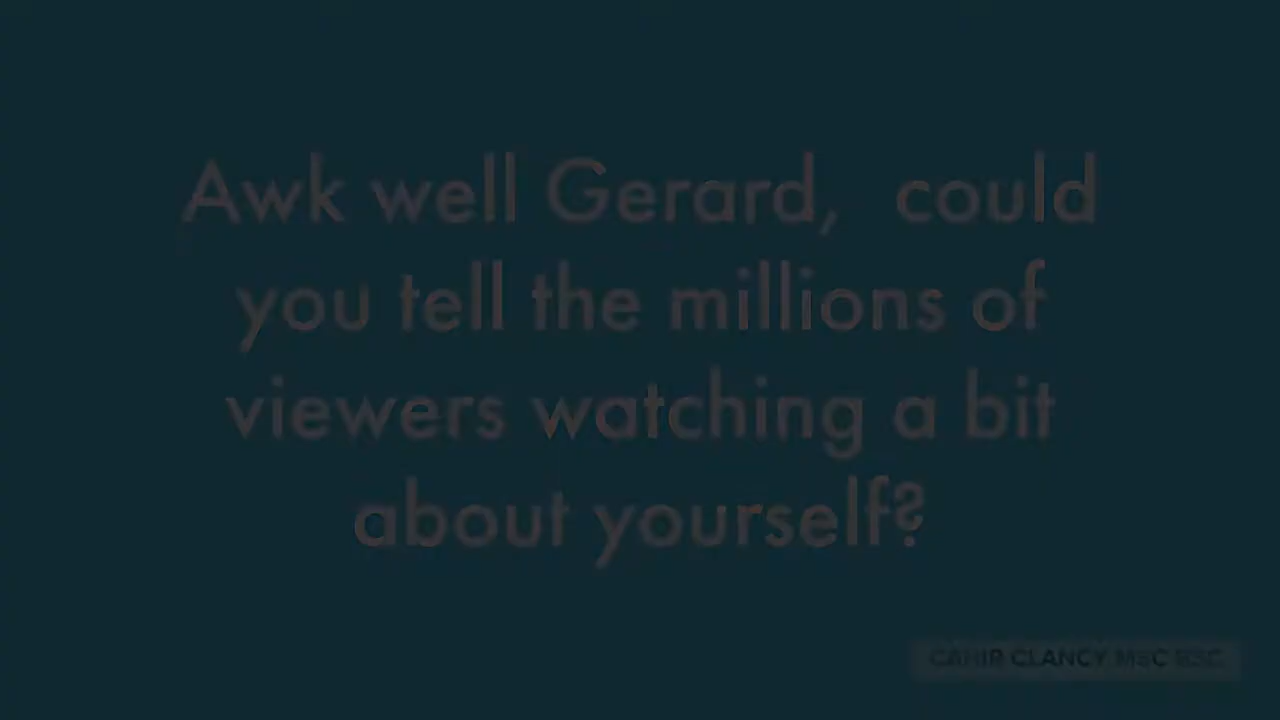 Awk well Gerard, could
you tell the millions of
viewers watching a bit
about yourself?
CAHIR CLANCY MSC BSC